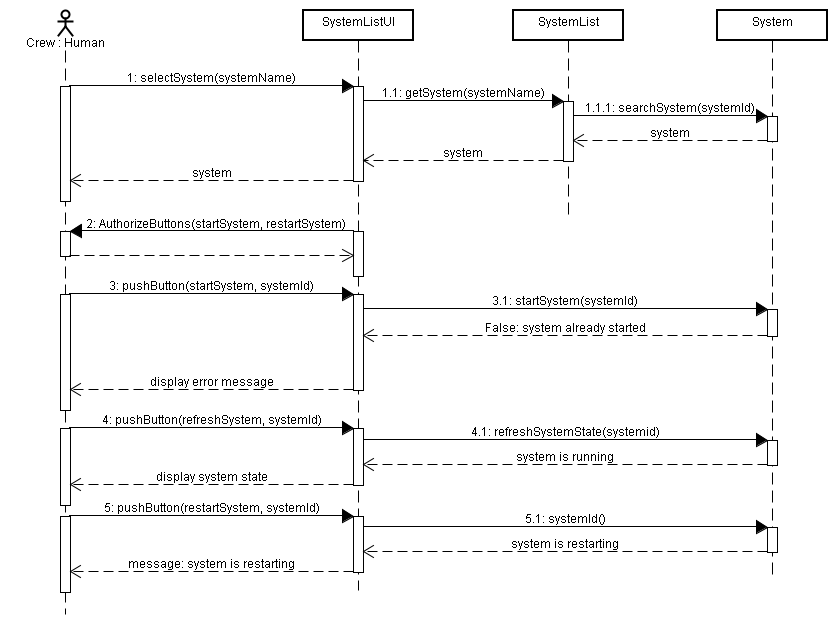 SystemListUI
SystemList
System
Crew : Human
1: selectSystem(systemName)
1.1: getSystem(systemName)
1.1.1: searchSystem(systemId)
system
system
system
2: AuthorizeButtons(startSystem, restartSystem)
3: pushButton(startSystem, systemId)
3.1: startSystem(systemId)
False: system already started
display error message
4: pushButton(refreshSystem, systemId)
4.1: refreshSystemState(systemid)
system is running
display system state
5: pushButton(restartSystem, systemId)
5.1: systemId()
system is restarting
message: system is restarting